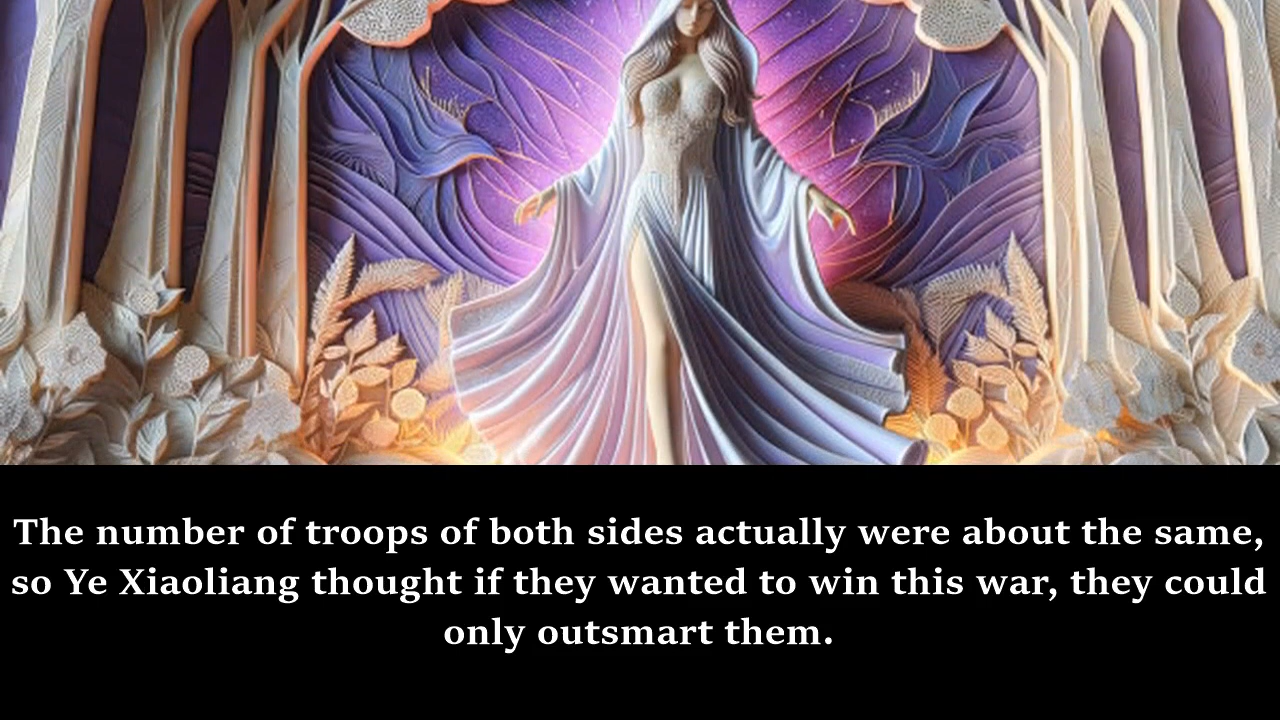 The number of troops of both sides actually were about the same,
so Ye Xiaoliang thought if they wanted to win this war, they could
only outsmart them.